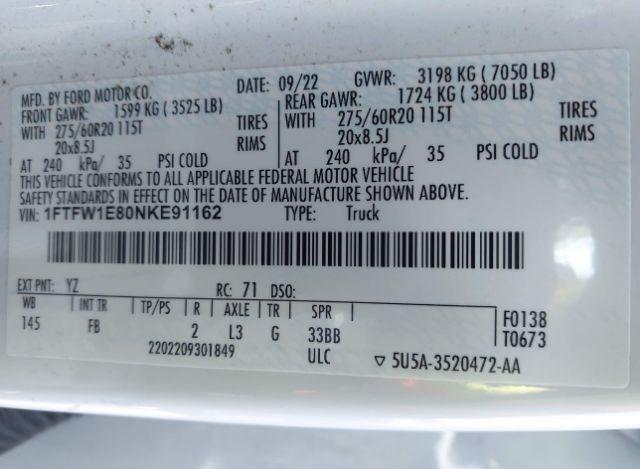 MFD. BY FORD MOTOR CO.
DATE: 09/22 GVWR: 3198 KG ( 7050 LB)
FRONT GAWR: 1599 KG ( 3525 LB)
REAR GAWR: 1724 KG ( 3800 LB)
WITH 275/60R20 115T TIRES
20x8.5J RIMS
AT 240 kPa/ 35 PSI COLD
WITH 275/60R20 115T TIRES
20x8.5J RIMS
AT 240 kPa/ 35 PSI COLD
THIS VEHICLE CONFORMS TO ALL APPLICABLE FEDERAL MOTOR VEHICLE
SAFETY STANDARDS IN EFFECT ON THE DATE OF MANUFACTURE SHOWN ABOVE.
VIN: 1FTFW1E80NKE91162 TYPE: Truck
EXT PNT: YZ RC: 71 DSO:
WB INT TR TP/PS R AXLE TR SPR
145 FB 2 L3 G 33BB
F0138
T0673
2202209301849 ULC ▽ 5U5A-3520472-AA